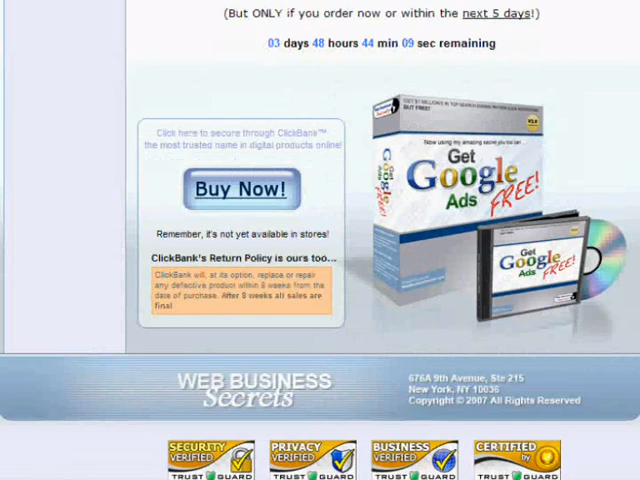 (But ONLY if you order now or within the next 5 days!)
03 days 48 hours 44 min 09 sec remaining
Click here to secure through ClickBank™
the most trusted name in digital products online!
Buy Now!
Remember, it's not yet available in stores!
ClickBank's Return Policy is ours too...
ClickBank will, at its option, replace or repair
any defective product within 8 weeks from the
date of purchase. After 8 weeks all sales are
final
BUT FREE!
Now using my amazing secret you too can...
Get
Google
Ads
FREE!
Get
Google
Ads
FREE!
Get
Google
Ads
FREE!
WEB BUSINESS
Secrets
676A 9th Avenue, Ste 215
New York, NY 10036
Copyright © 2007 All Rights Reserved
SECURITY
VERIFIED
TRUST GUARD
PRIVACY
VERIFIED
TRUST GUARD
BUSINESS
VERIFIED
TRUST GUARD
CERTIFIED
by
TRUST GUARD